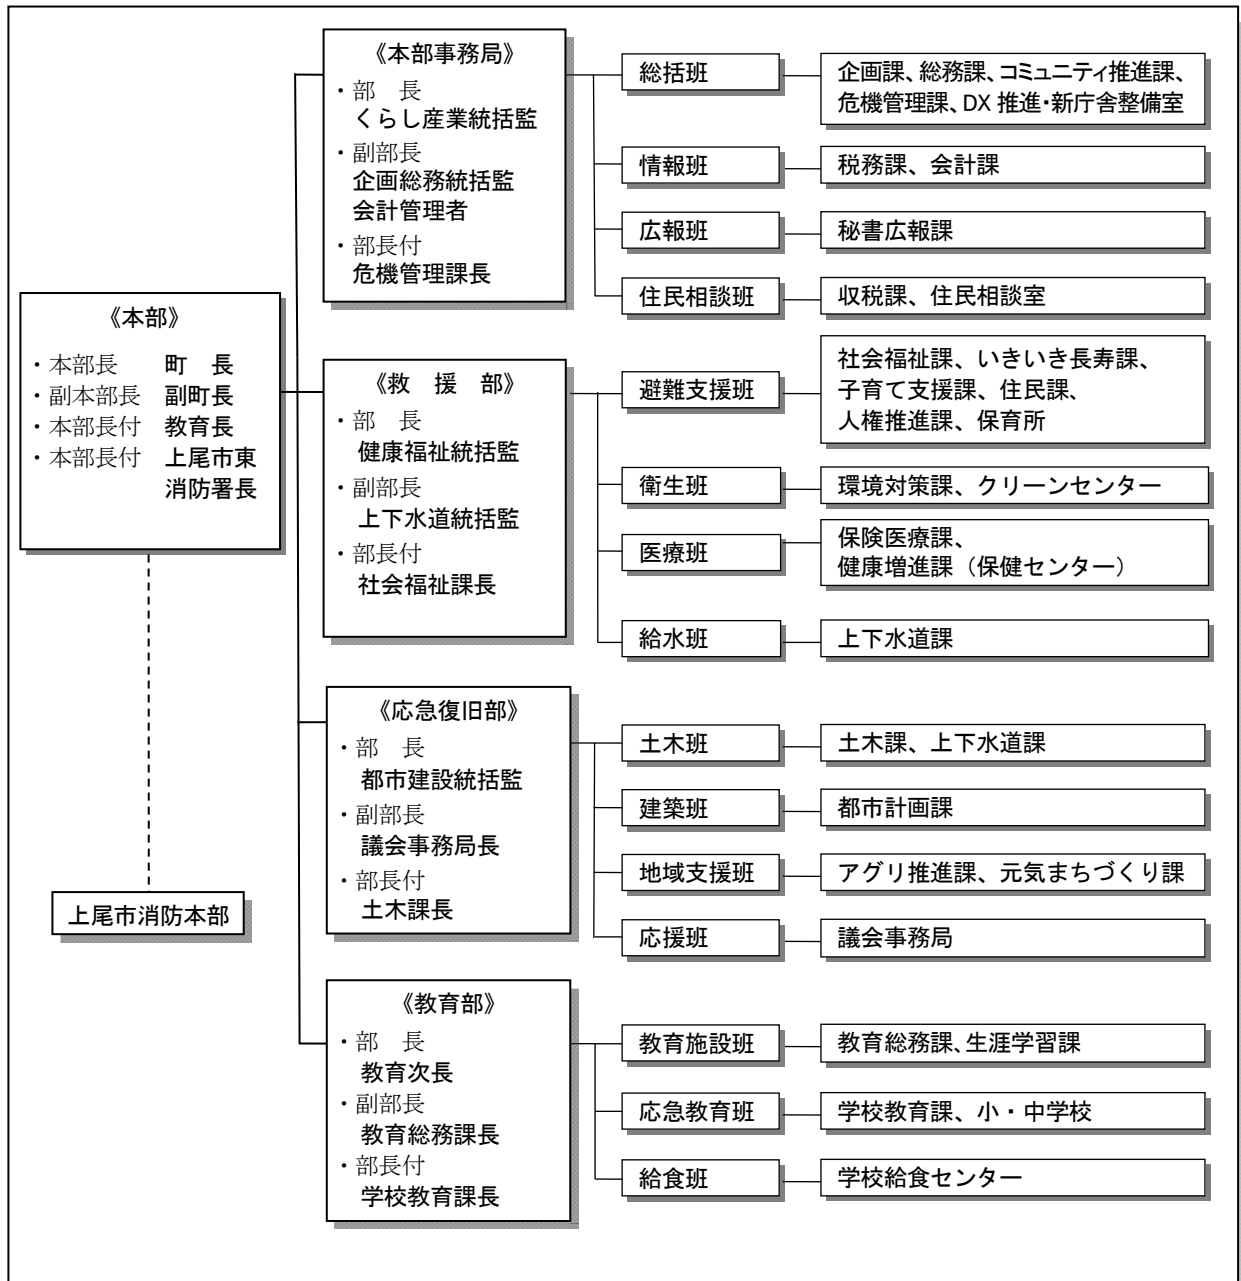 《本部》
・本部長　町　長
・副本部長　副町長
・本部長付　教育長
・本部長付　上尾市東
消防署長
上尾市消防本部
《本部事務局》
・部　長
くらし産業統括監
・副部長
企画総務統括監
会計管理者
・部長付
危機管理課長
総括班
企画課、総務課、コミュニティ推進課、
危機管理課、DX 推進・新庁舎整備室
情報班
税務課、会計課
広報班
秘書広報課
住民相談班
収税課、住民相談室
《救　援　部》
・部　長
健康福祉統括監
・副部長
上下水道統括監
・部長付
社会福祉課長
避難支援班
社会福祉課、いきいき長寿課、
子育て支援課、住民課、
人権推進課、保育所
衛生班
環境対策課、クリーンセンター
医療班
保険医療課、
健康増進課（保健センター）
給水班
上下水道課
《応急復旧部》
・部　長
都市建設統括監
・副部長
議会事務局長
・部長付
土木課長
土木班
土木課、上下水道課
建築班
都市計画課
地域支援班
アグリ推進課、元気まちづくり課
応援班
議会事務局
《教育部》
・部　長
教育次長
・副部長
教育総務課長
・部長付
学校教育課長
教育施設班
教育総務課、生涯学習課
応急教育班
学校教育課、小・中学校
給食班
学校給食センター